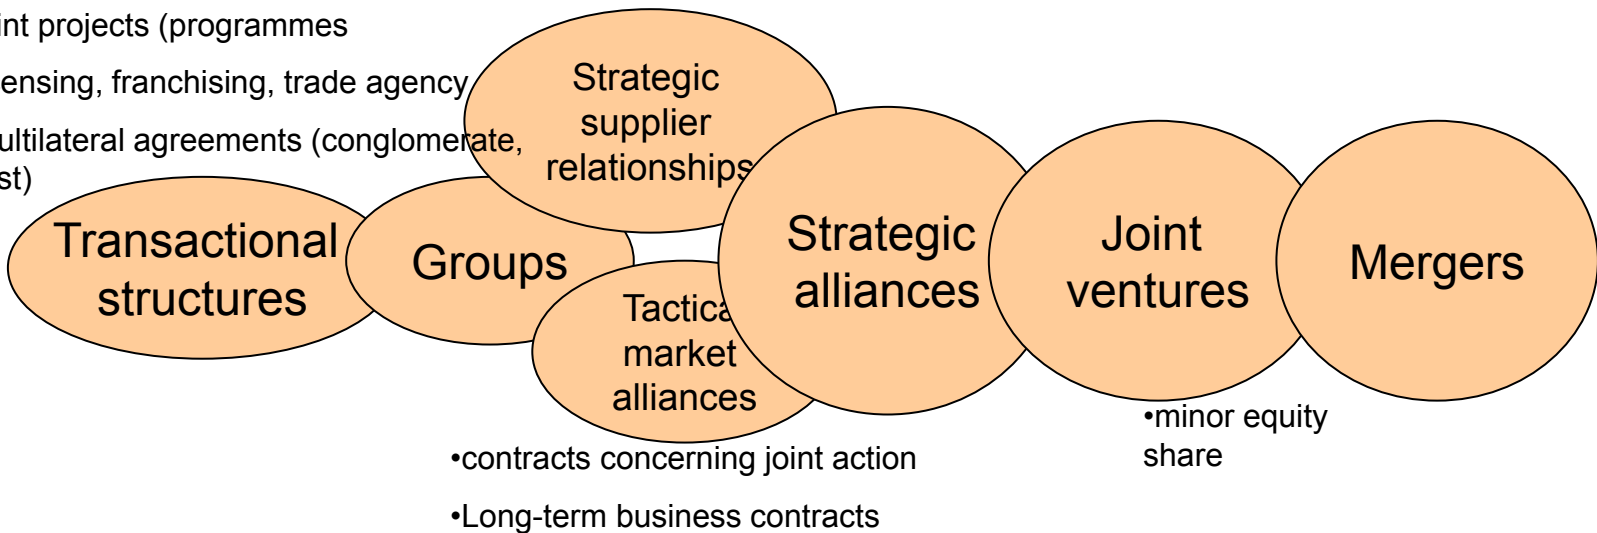 int projects (programmes
ensing, franchising, trade agency
ultilateral agreements (conglomerate,
st)
Strategic
supplier
relationships
Transactional
structures
Groups
Tactica
market
alliances
Strategic
alliances
Joint
ventures
Mergers
•minor equity
share
•contracts concerning joint action
•Long-term business contracts